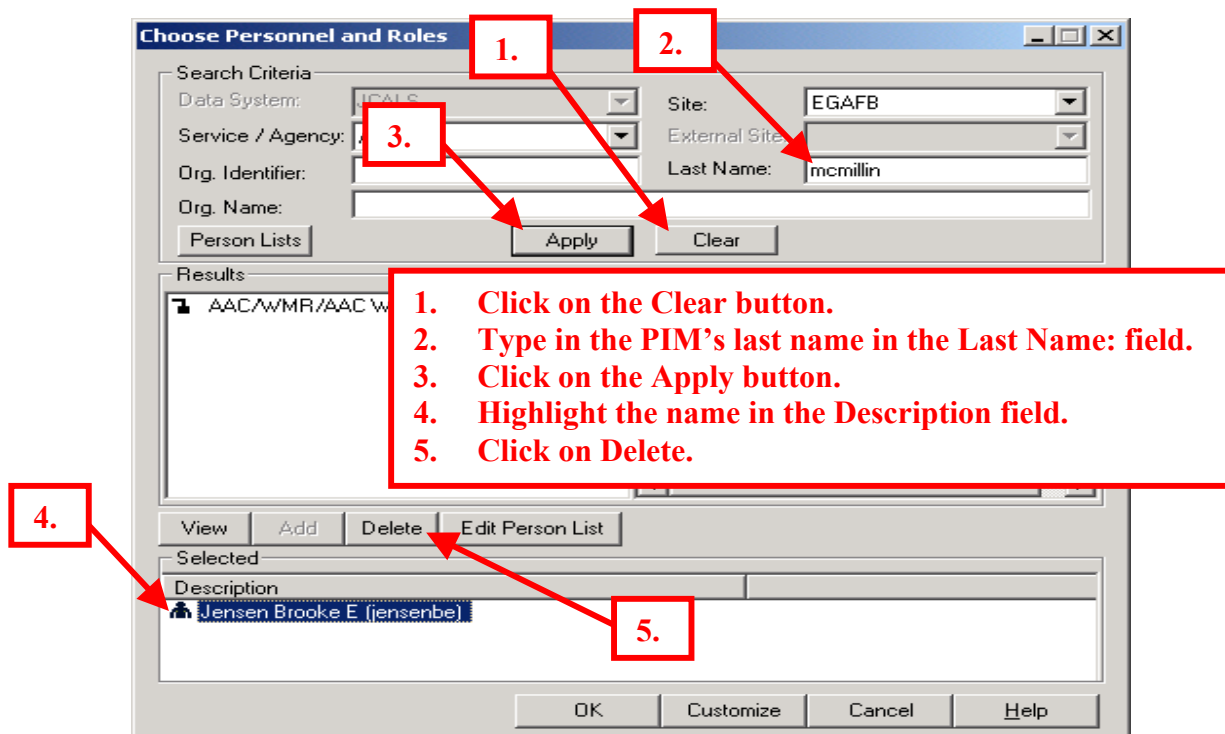 Choose Personnel and Roles
1.
2.
Search Criteria
Data System:
Site: EGAFB
Service / Agency:
3.
External Site
Org. Identifier:
Last Name: mcmillin
Org. Name:
Person Lists Apply Clear
Results
AAC/WMR/AAC W
1. Click on the Clear button.
2. Type in the PIM’s last name in the Last Name: field.
3. Click on the Apply button.
4. Highlight the name in the Description field.
5. Click on Delete.
4.
View Add Delete Edit Person List
Selected
Description
Jensen Brooke E (jensenbe)
5.
OK Customize Cancel Help